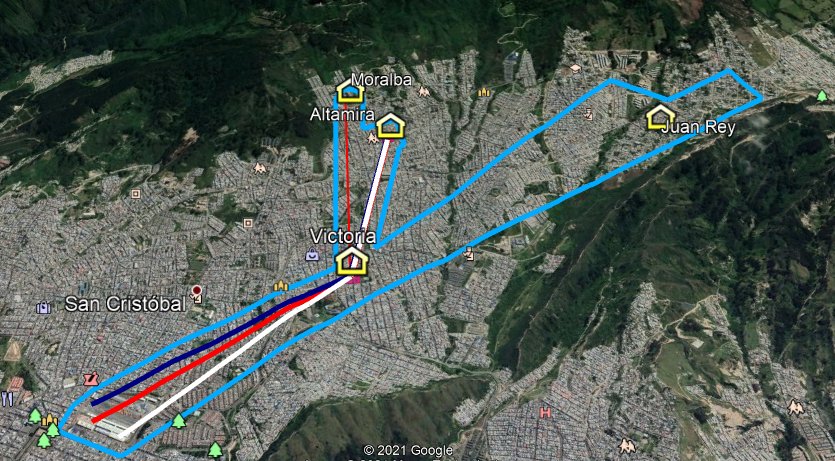 Moralba
Altamira
Juan Rey
Victoria
San Cristóbal
H
© 2021 Google